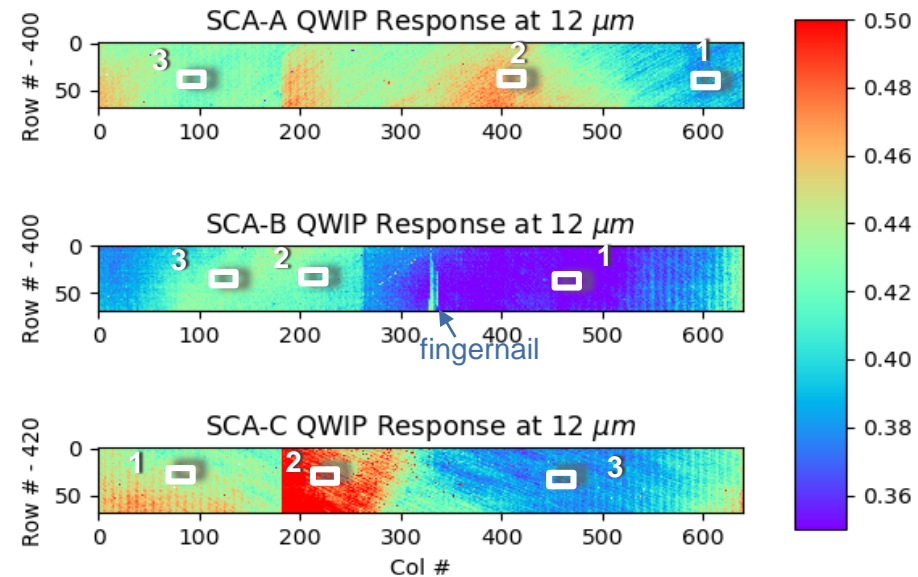 SCA-A QWIP Response at 12 μm
0.50
0.48
0.46
0.44
0.42
0.40
0.38
0.36
Row # - 400
0
50
3
2
1
0 100 200 300 400 500 600
SCA-B QWIP Response at 12 μm
Row # - 400
0
50
3
2
1
fingernail
0 100 200 300 400 500 600
SCA-C QWIP Response at 12 μm
Row # - 420
0
50
1
2
3
0 100 200 300 400 500 600
Col #